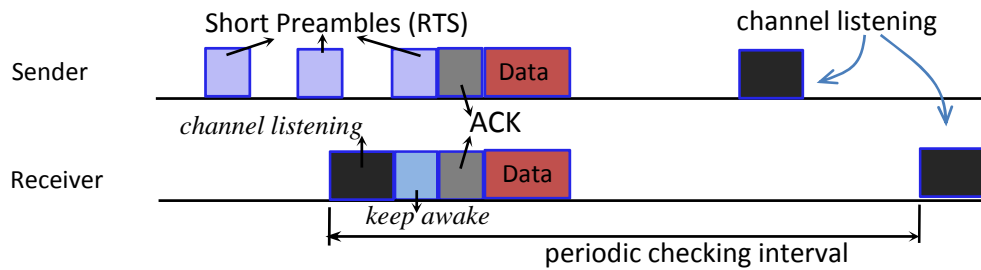 Short Preambles (RTS)
channel listening
Sender
Data
channel listening
ACK
Receiver
Data
keep awake
periodic checking interval